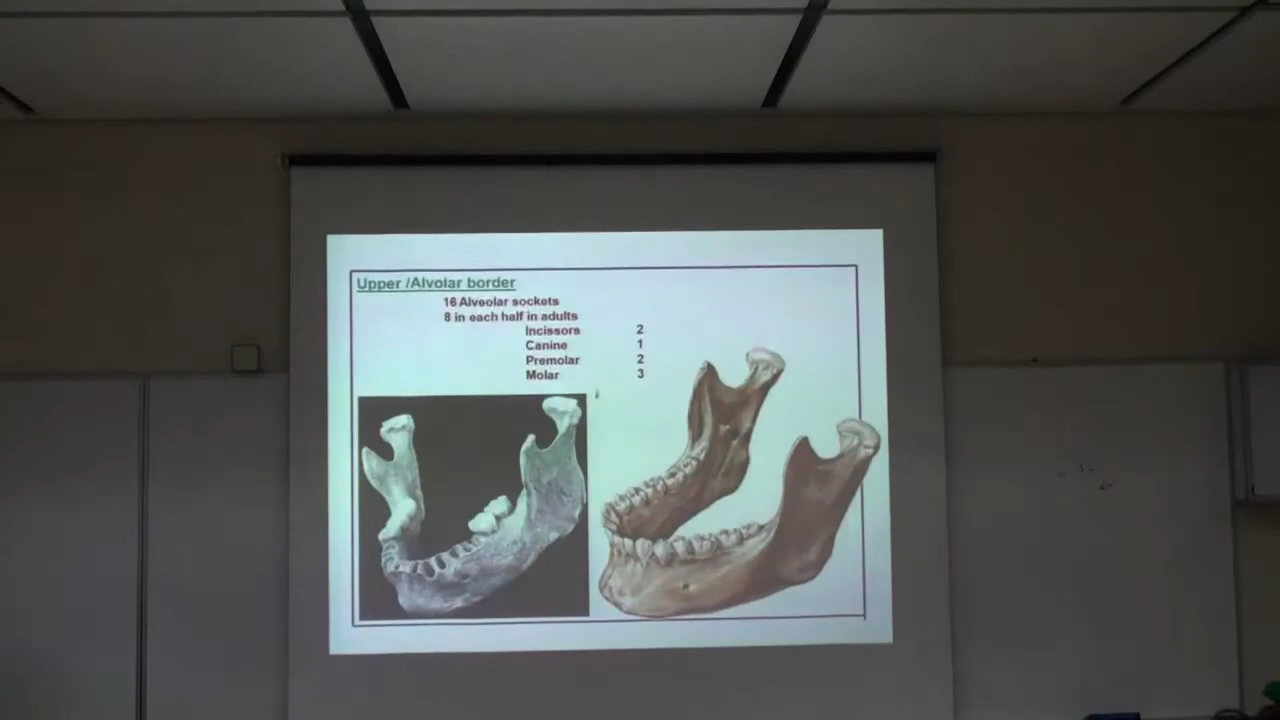 Upper /Alvolar border
16 Alveolar sockets
8 in each half in adults
Incissors 2
Canine 1
Premolar 2
Molar 3